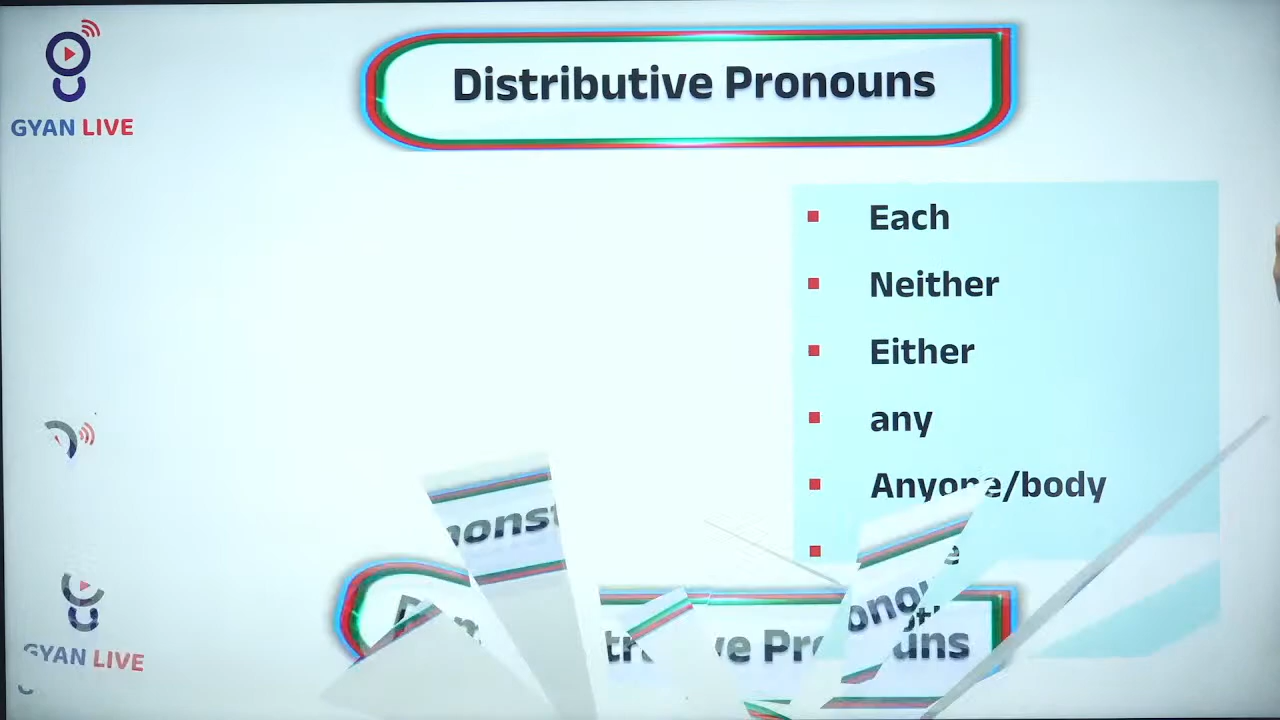 GYAN LIVE
Distributive Pronouns
Each
Neither
Either
any
Anyone/body
GYAN LIVE